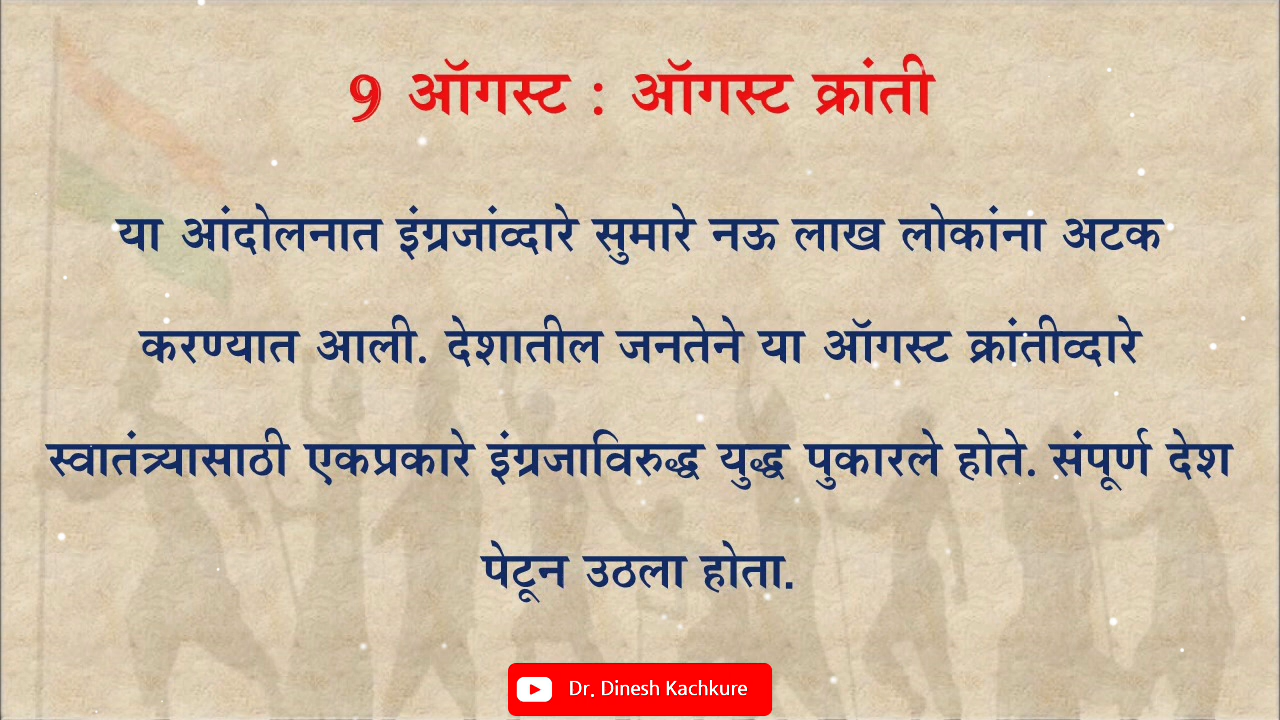 9 ऑगस्ट : ऑगस्ट क्रांती
या आंदोलनात इंग्रजांव्दारे सुमारे नऊ लाख लोकांना अटक
करण्यात आली. देशातील जनतेने या ऑगस्ट क्रांतीव्दारे
स्वातंत्र्यासाठी एकप्रकारे इंग्रजाविरुद्ध युद्ध पुकारले होते. संपूर्ण देश
पेटून उठला होता.
Dr. Dinesh Kachkure